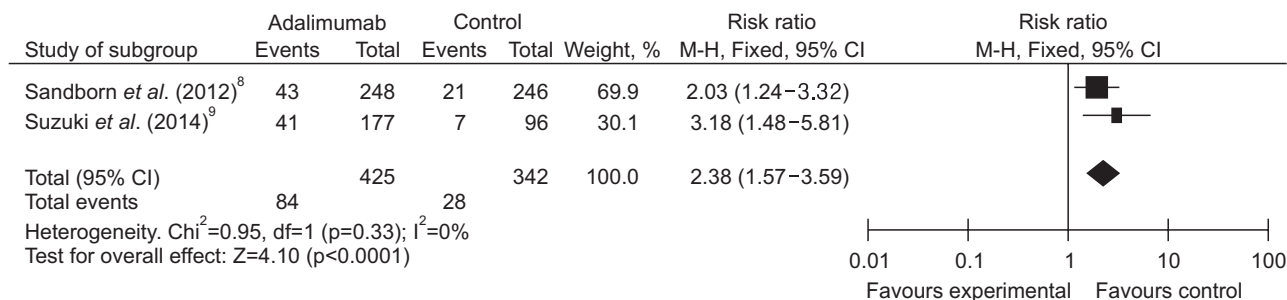 Adalimumab Control Risk ratio Risk ratio
Study of subgroup Events Total Events Total Weight, % M-H, Fixed, 95% CI M-H, Fixed, 95% CI
Sandborn et al. (2012)8 43 248 21 246 69.9 2.03 (1.24−3.32)
Suzuki et al. (2014)9 41 177 7 96 30.1 3.18 (1.48−5.81)
Total (95% CI) 425 342 100.0 2.38 (1.57−3.59)
Total events 84 28
Heterogeneity. Chi2=0.95, df=1 (p=0.33); I2=0%
Test for overall effect: Z=4.10 (p<0.0001)
0.01 0.1 1 10 100
Favours experimental Favours control